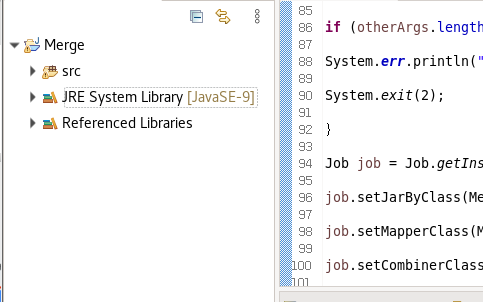 Merge
src
JRE System Library [JavaSE-9]
Referenced Libraries
85
86 if (otherArgs.length
87
88 System.err.println("
89
90 System.exit(2);
91
92 }
93
94 Job job = Job.getIns
95
96 job.setJarByClass(Me
97
98 job.setMapperClass(M
99
100 job.setCombinerClass
101